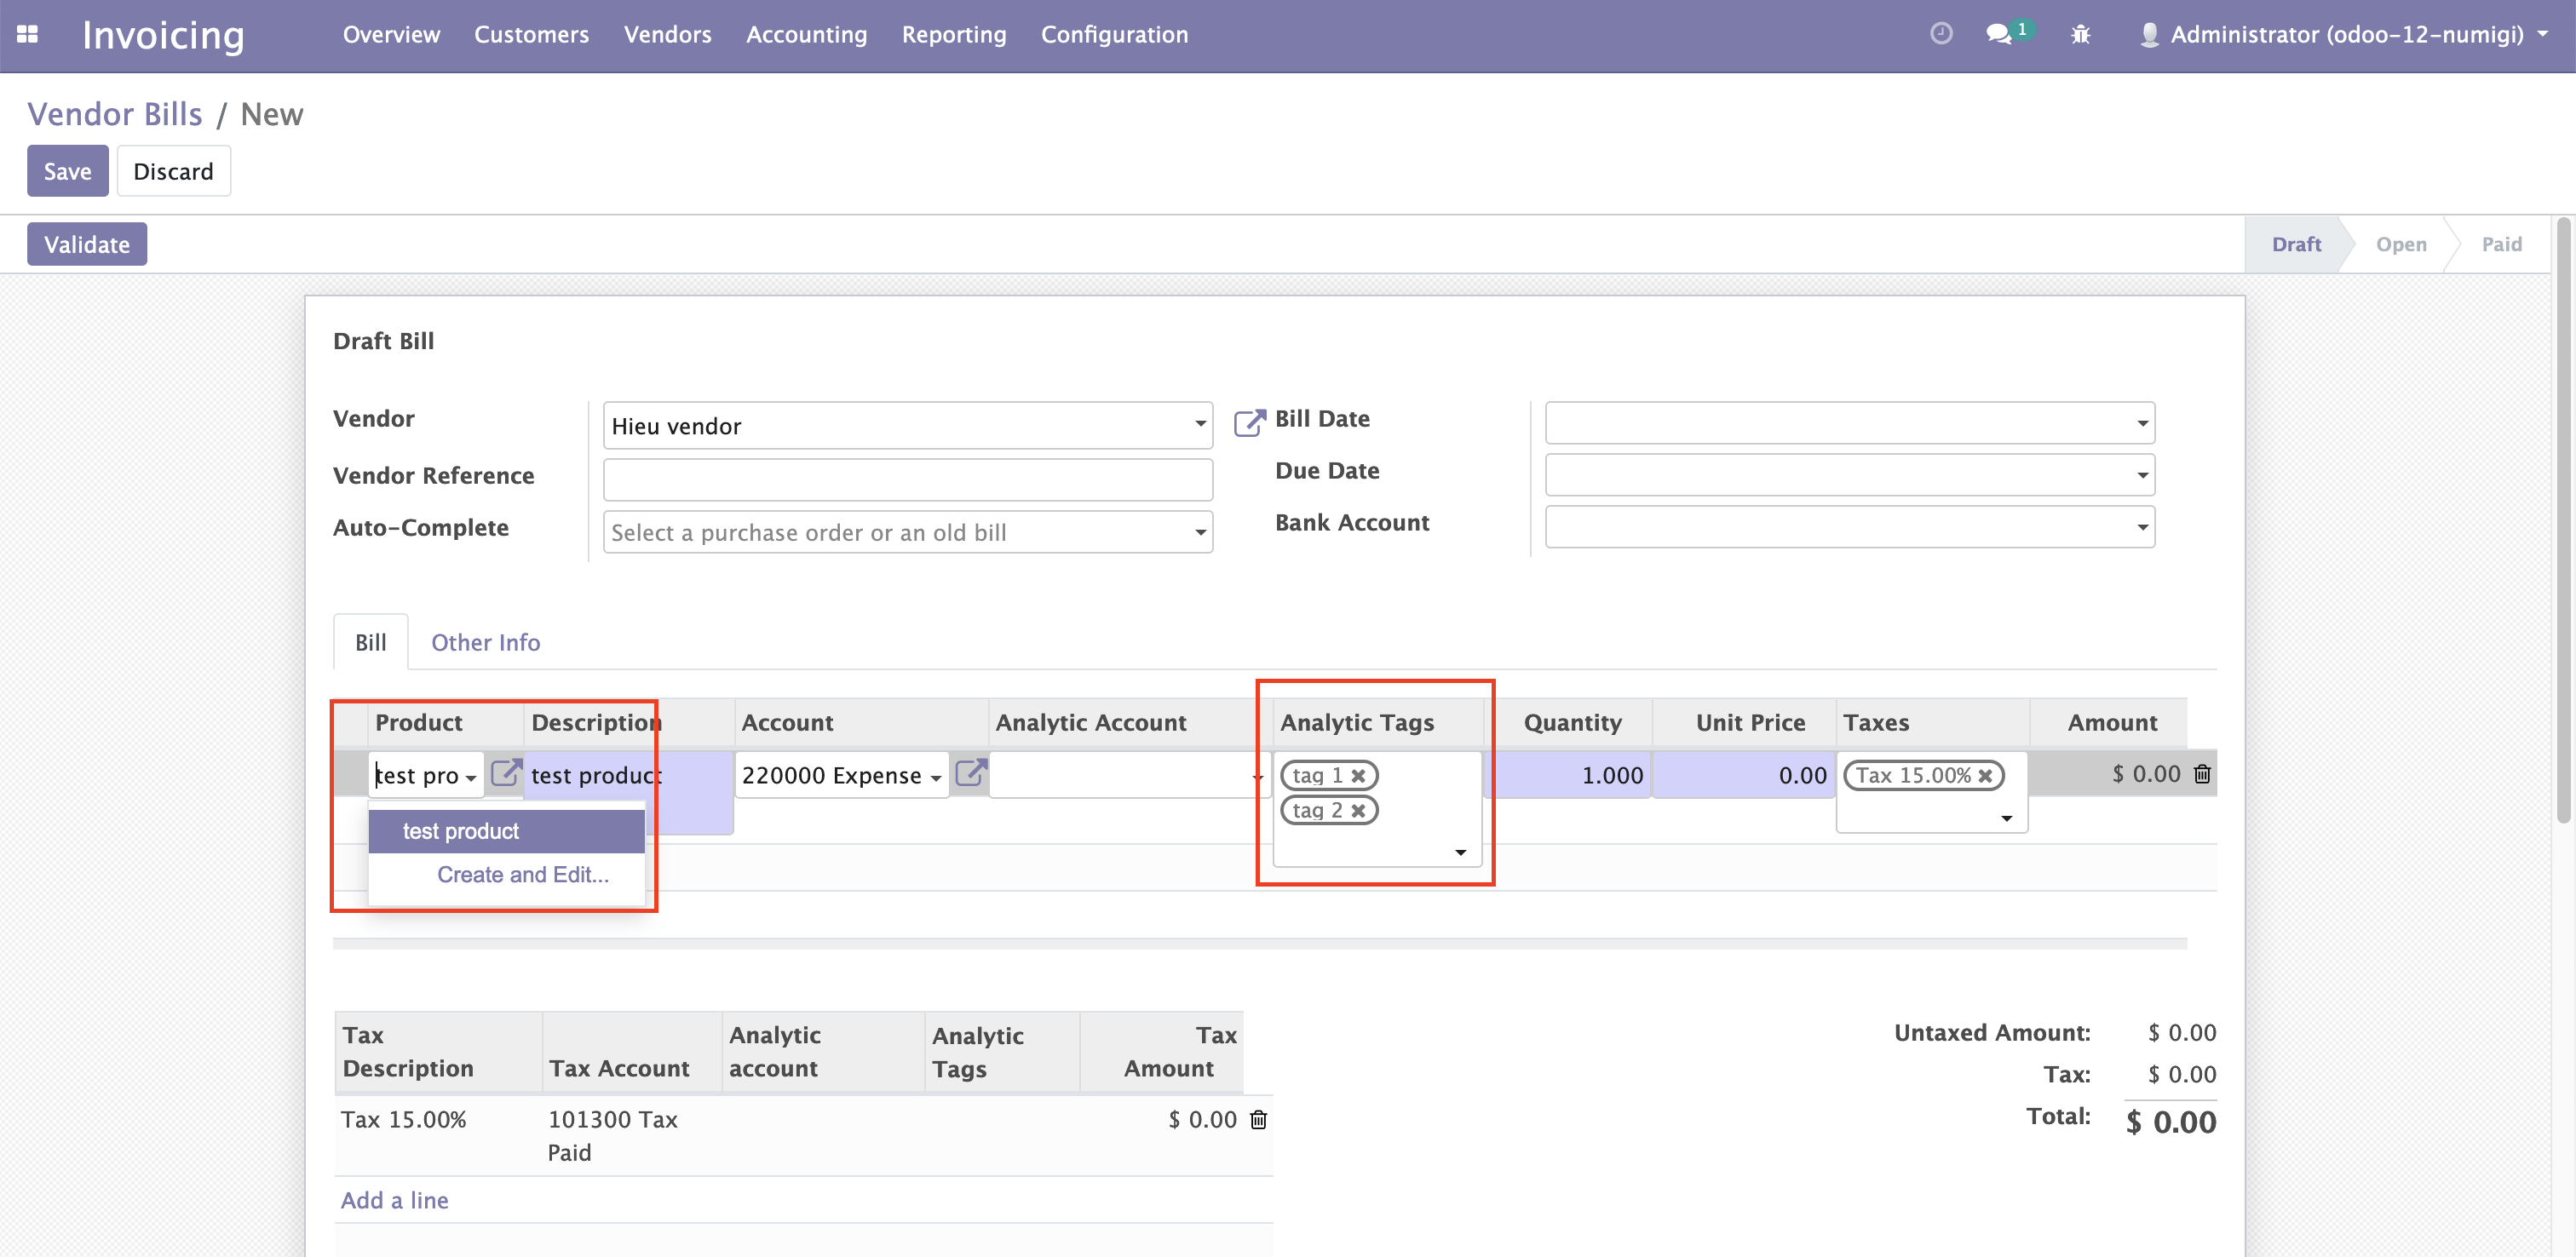 Invoicing Overview Customers Vendors Accounting Reporting Configuration 1 Administrator (odoo-12-numigi)
Vendor Bills / New
Save Discard
Validate Draft Open Paid
Draft Bill
Vendor Hieu vendor Bill Date
Vendor Reference Due Date
Auto-Complete Select a purchase order or an old bill Bank Account
Bill Other Info
Product Description Account Analytic Account Analytic Tags Quantity Unit Price Taxes Amount
test pro test product 220000 Expense tag 1 1.000 0.00 Tax 15.00% $ 0.00
tag 2
test product
Create and Edit...
Tax Description Tax Account Analytic account Analytic Tags Tax Amount
Tax 15.00% 101300 Tax Paid $ 0.00
Add a line
Untaxed Amount: $ 0.00
Tax: $ 0.00
Total: $ 0.00